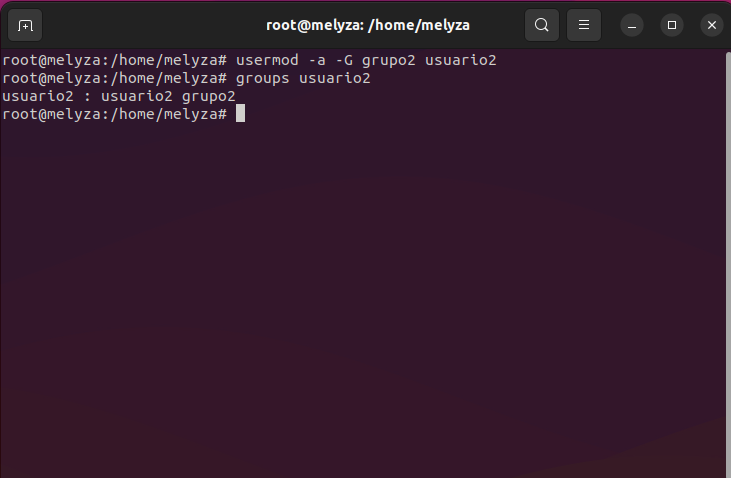 root@melyza: /home/melyza
root@melyza:/home/melyza# usermod -a -G grupo2 usuario2
root@melyza:/home/melyza# groups usuario2
usuario2 : usuario2 grupo2
root@melyza:/home/melyza#